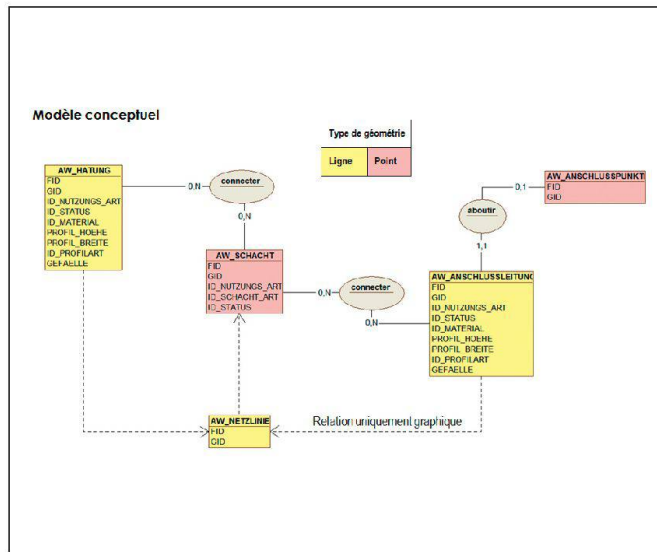 Modèle conceptuel
Type de géométrie
Ligne
Point
AW_HATUNG
FID
GID
ID_NUTZUNGS_ART
ID_STATUS
ID_MATERIAL
PROFIL_HOEHE
PROFIL_BREITE
ID_PROFILART
GEFAELLE
0,N
connecter
0,N
AW_SCHACHT
FID
GID
ID_NUTZUNGS_ART
ID_SCHACHT_ART
ID_STATUS
0,N
connecter
0,N
AW_ANSCHLUSSPUNKT
FID
GID
0,1
aboutir
1,1
AW_ANSCHLUSSLEITUNG
FID
GID
ID_NUTZUNGS_ART
ID_STATUS
ID_MATERIAL
PROFIL_HOEHE
PROFIL_BREITE
ID_PROFILART
GEFAELLE
AW_NETZLINIE
FID
GID
Relation uniquement graphique